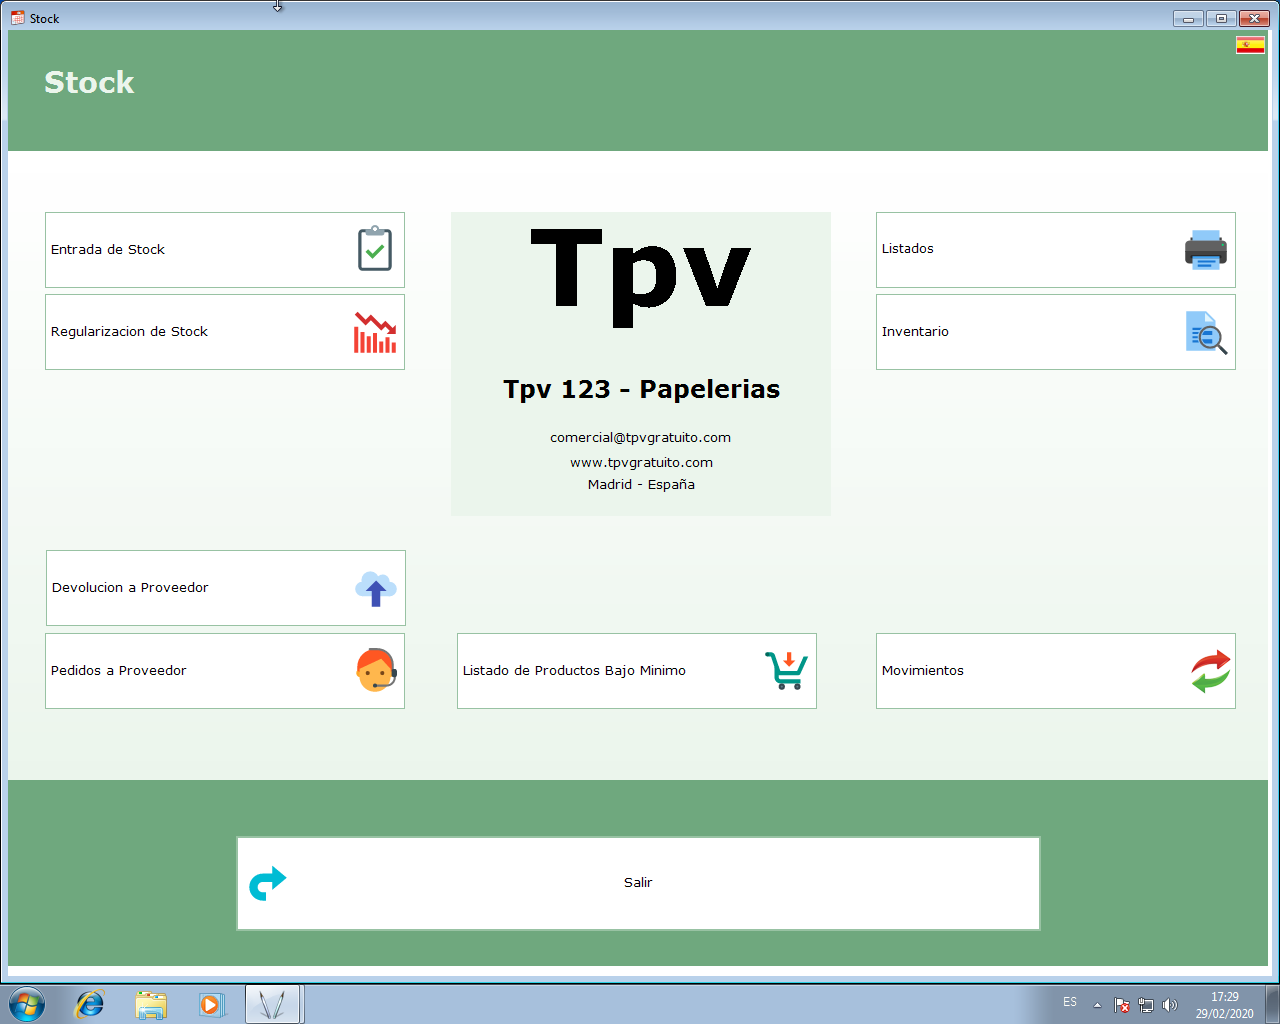 Stock
Stock
Entrada de Stock
Regularizacion de Stock
Tpv
Tpv 123 - Papelerias
comercial@tpvgratuito.com
www.tpvgratuito.com
Madrid - España
Listados
Inventario
Devolucion a Proveedor
Pedidos a Proveedor
Listado de Productos Bajo Minimo
Movimientos
Salir
ES
17:29
29/02/2020